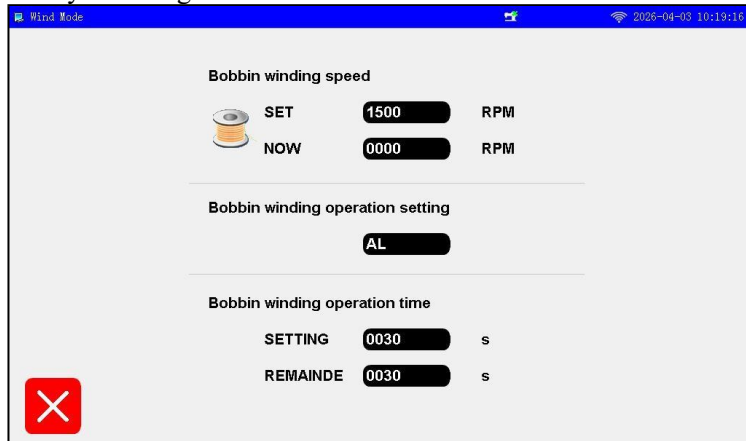 Wind Mode 2026-04-03 10:19:16
Bobbin winding speed
SET 1500 RPM
NOW 0000 RPM
Bobbin winding operation setting
AL
Bobbin winding operation time
SETTING 0030 s
REMAINDE 0030 s